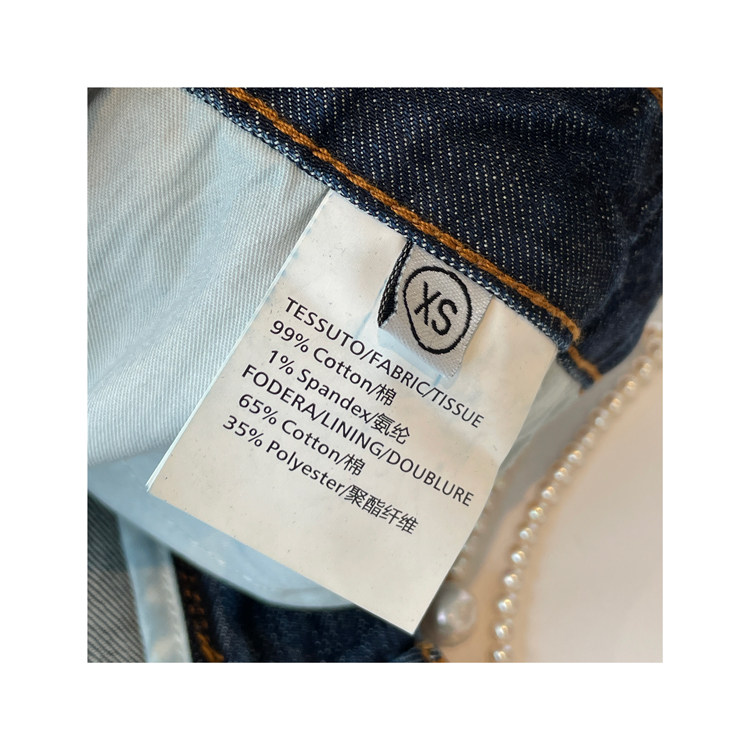 XS
TESSUTO/FABRIC/TISSUE
99% Cotton/棉
1% Spandex/氨纶
FODERA/LINING/DOUBLURE
65% Cotton/棉
35% Polyester/聚酯纤维